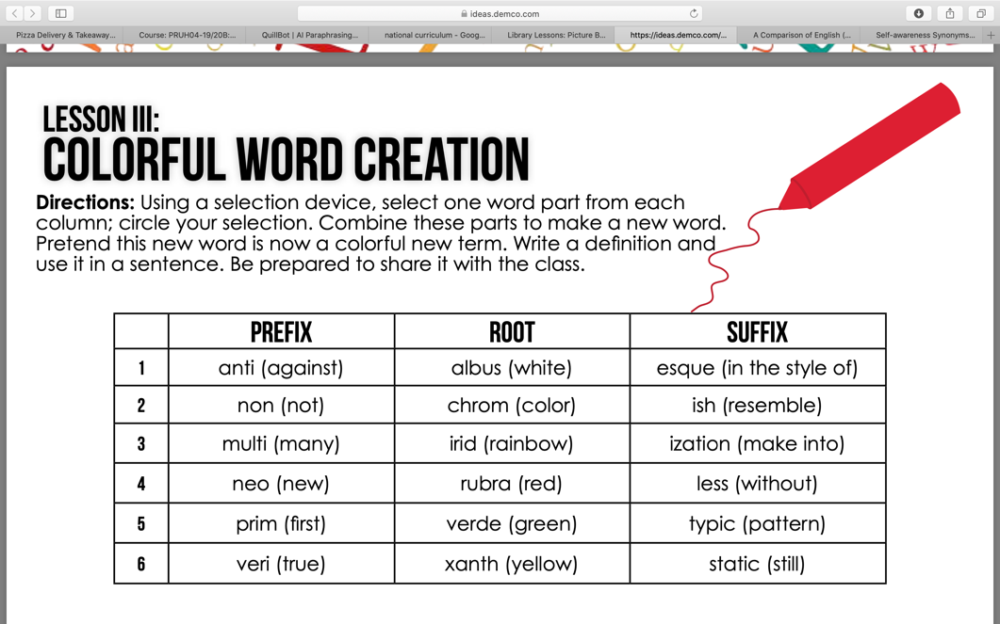 ideas.demco.com
Pizza Delivery & Takeaway...
Course: PRUH04-19/20B:...
QuillBot | AI Paraphrasing...
national curriculum - Goog...
Library Lessons: Picture B...
https://ideas.demco.com/...
A Comparison of English (...
Self-awareness Synonyms...
LESSON III:
COLORFUL WORD CREATION
Directions: Using a selection device, select one word part from each
column; circle your selection. Combine these parts to make a new word.
Pretend this new word is now a colorful new term. Write a definition and
use it in a sentence. Be prepared to share it with the class.
PREFIX ROOT SUFFIX
1 anti (against) albus (white) esque (in the style of)
2 non (not) chrom (color) ish (resemble)
3 multi (many) irid (rainbow) ization (make into)
4 neo (new) rubra (red) less (without)
5 prim (first) verde (green) typic (pattern)
6 veri (true) xanth (yellow) static (still)